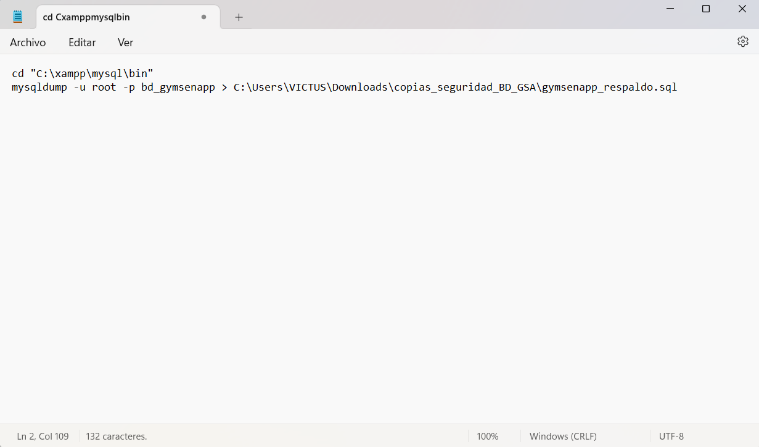 cd Cxamppmysqlbin
Archivo Editar Ver
cd "C:\xampp\mysql\bin"
mysqldump -u root -p bd_gymsenapp > C:\Users\VICTUS\Downloads\copias_seguridad_BD_GSA\gymsenapp_respaldo.sql
Ln 2, Col 109 132 caracteres. 100% Windows (CRLF) UTF-8